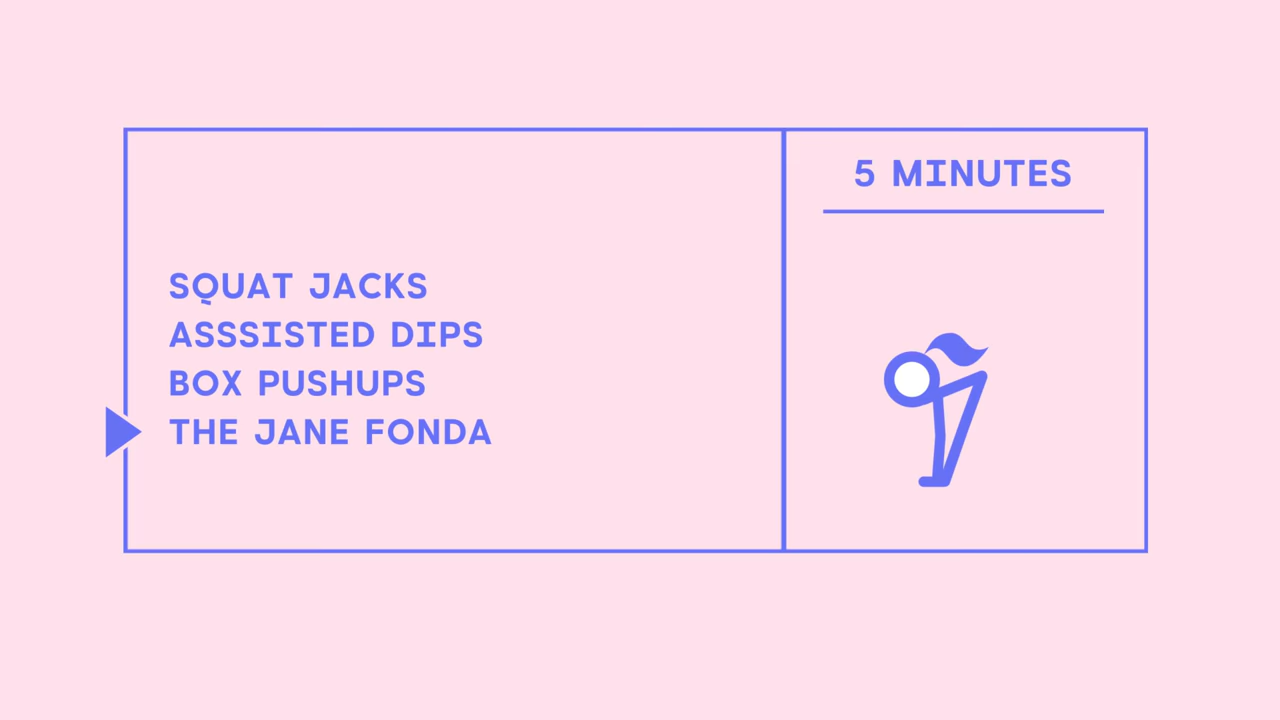 5 MINUTES
SQUAT JACKS
ASSSISTED DIPS
BOX PUSHUPS
THE JANE FONDA